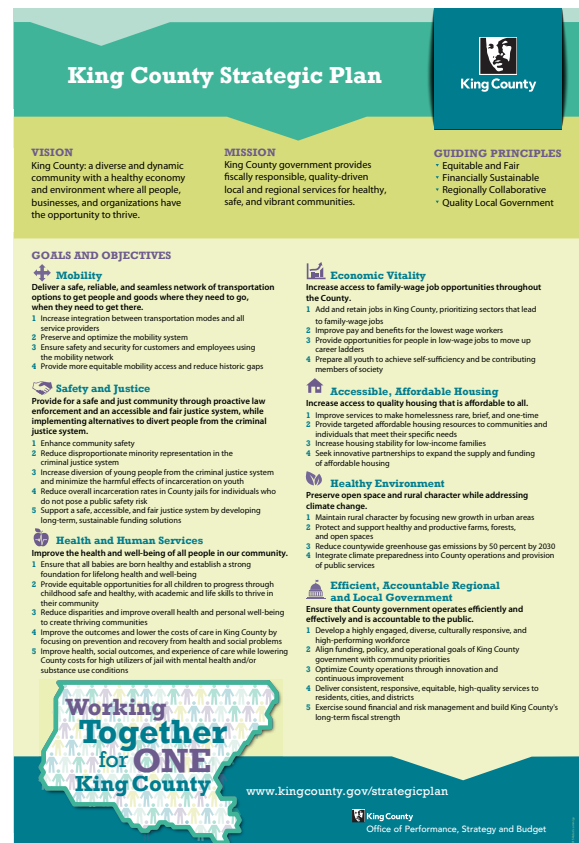 King County Strategic Plan
King County
VISION
King County: a diverse and dynamic
community with a healthy economy
and environment where all people,
businesses, and organizations have
the opportunity to thrive.
MISSION
King County government provides
fiscally responsible, quality-driven
local and regional services for healthy,
safe, and vibrant communities.
GUIDING PRINCIPLES
• Equitable and Fair
• Financially Sustainable
• Regionally Collaborative
• Quality Local Government
GOALS AND OBJECTIVES
Mobility
Deliver a safe, reliable, and seamless network of transportation
options to get people and goods where they need to go,
when they need to get there.
1 Increase integration between transportation modes and all
service providers
2 Preserve and optimize the mobility system
3 Ensure safety and security for customers and employees using
the mobility network
4 Provide more equitable mobility access and reduce historic gaps
Safety and Justice
Provide for a safe and just community through proactive law
enforcement and an accessible and fair justice system, while
implementing alternatives to divert people from the criminal
justice system.
1 Enhance community safety
2 Reduce disproportionate minority representation in the
criminal justice system
3 Increase diversion of young people from the criminal justice system
and minimize the harmful effects of incarceration on youth
4 Reduce overall incarceration rates in County jails for individuals who
do not pose a public safety risk
5 Support a safe, accessible, and fair justice system by developing
long-term, sustainable funding solutions
Health and Human Services
Improve the health and well-being of all people in our community.
1 Ensure that all babies are born healthy and establish a strong
foundation for lifelong health and well-being
2 Provide equitable opportunities for all children to progress through
childhood safe and healthy, with academic and life skills to thrive in
their community
3 Reduce disparities and improve overall health and personal well-being
to create thriving communities
4 Improve the outcomes and lower the costs of care in King County by
focusing on prevention and recovery from health and social problems
5 Improve health, social outcomes, and experience of care while lowering
County costs for high utilizers of jail with mental health and/or
substance use conditions
Economic Vitality
Increase access to family-wage job opportunities throughout
the County.
1 Add and retain jobs in King County, prioritizing sectors that lead
to family-wage jobs
2 Improve pay and benefits for the lowest wage workers
3 Provide opportunities for people in low-wage jobs to move up
career ladders
4 Prepare all youth to achieve self-sufficiency and be contributing
members of society
Accessible, Affordable Housing
Increase access to quality housing that is affordable to all.
1 Improve services to make homelessness rare, brief, and one-time
2 Provide targeted affordable housing resources to communities and
individuals that meet their specific needs
3 Increase housing stability for low-income families
4 Seek innovative partnerships to expand the supply and funding
of affordable housing
Healthy Environment
Preserve open space and rural character while addressing
climate change.
1 Maintain rural character by focusing new growth in urban areas
2 Protect and support healthy and productive farms, forests,
and open spaces
3 Reduce countywide greenhouse gas emissions by 50 percent by 2030
4 Integrate climate preparedness into County operations and provision
of public services
Efficient, Accountable Regional
and Local Government
Ensure that County government operates efficiently and
effectively and is accountable to the public.
1 Develop a highly engaged, diverse, culturally responsive, and
high-performing workforce
2 Align funding, policy, and operational goals of King County
government with community priorities
3 Optimize County operations through innovation and
continuous improvement
4 Deliver consistent, responsive, equitable, high-quality services to
residents, cities, and districts
5 Exercise sound financial and risk management and build King County's
long-term fiscal strength
Working
Together
for ONE
King County
www.kingcounty.gov/strategicplan
King County
Office of Performance, Strategy and Budget